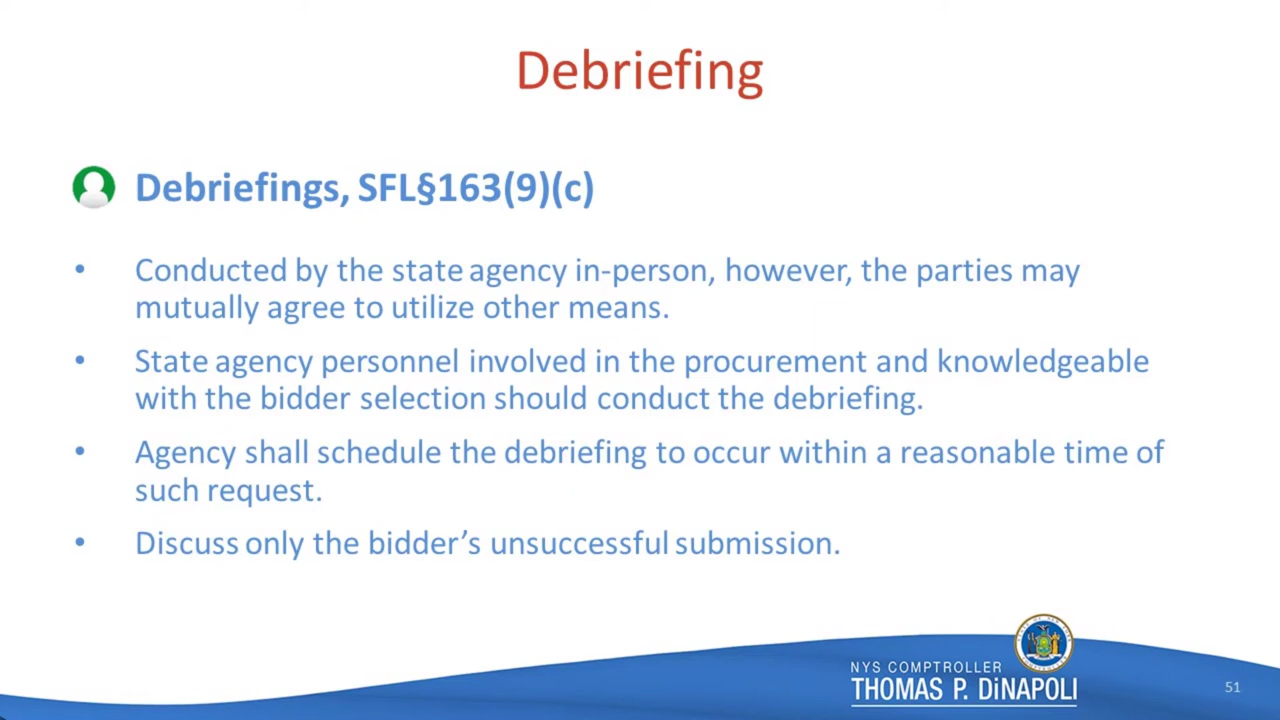 Debriefing
Debriefings, SFL§163(9)(c)
• Conducted by the state agency in-person, however, the parties may
mutually agree to utilize other means.
• State agency personnel involved in the procurement and knowledgeable
with the bidder selection should conduct the debriefing.
• Agency shall schedule the debriefing to occur within a reasonable time of
such request.
• Discuss only the bidder’s unsuccessful submission.
NYS COMPTROLLER
THOMAS P. DiNAPOLI
51